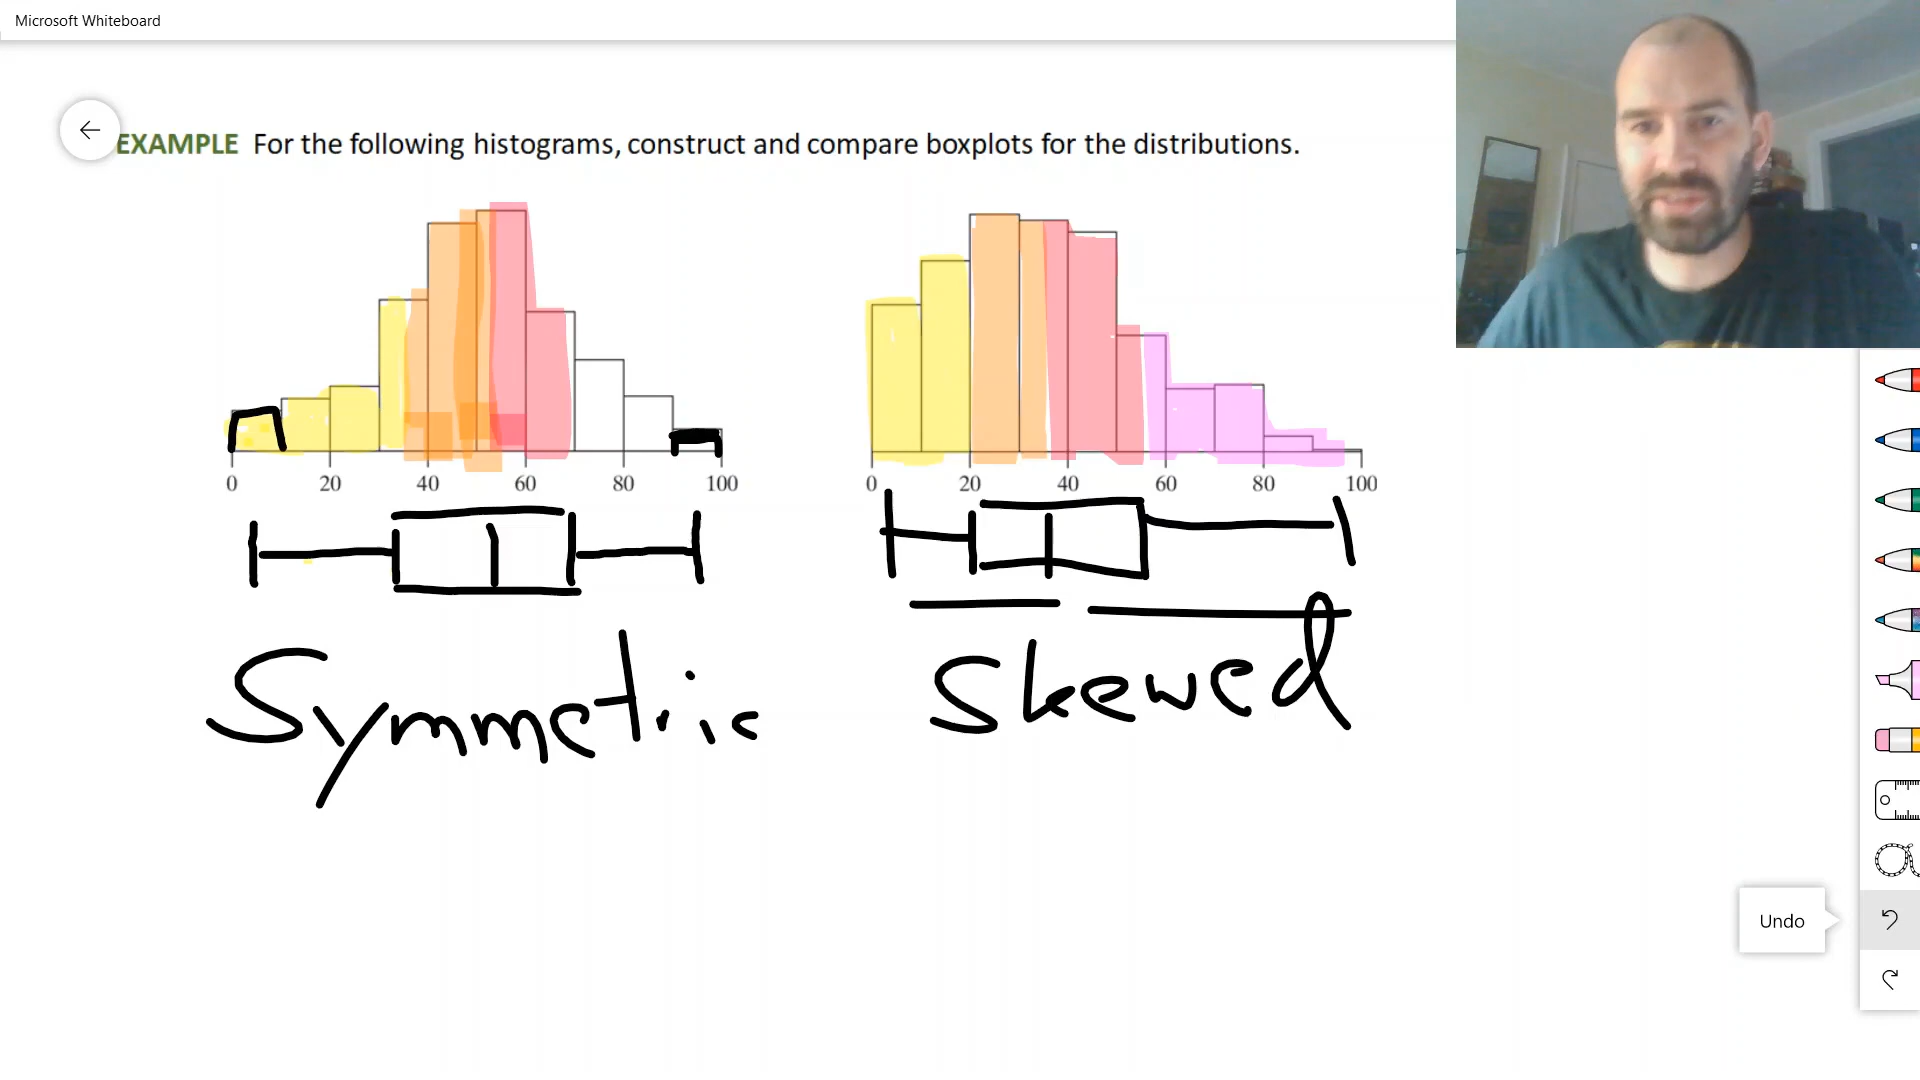 Microsoft Whiteboard
EXAMPLE For the following histograms, construct and compare boxplots for the distributions.
0 20 40 60 80 100
0 20 40 60 80 100
Symmetric
Skewed
Undo